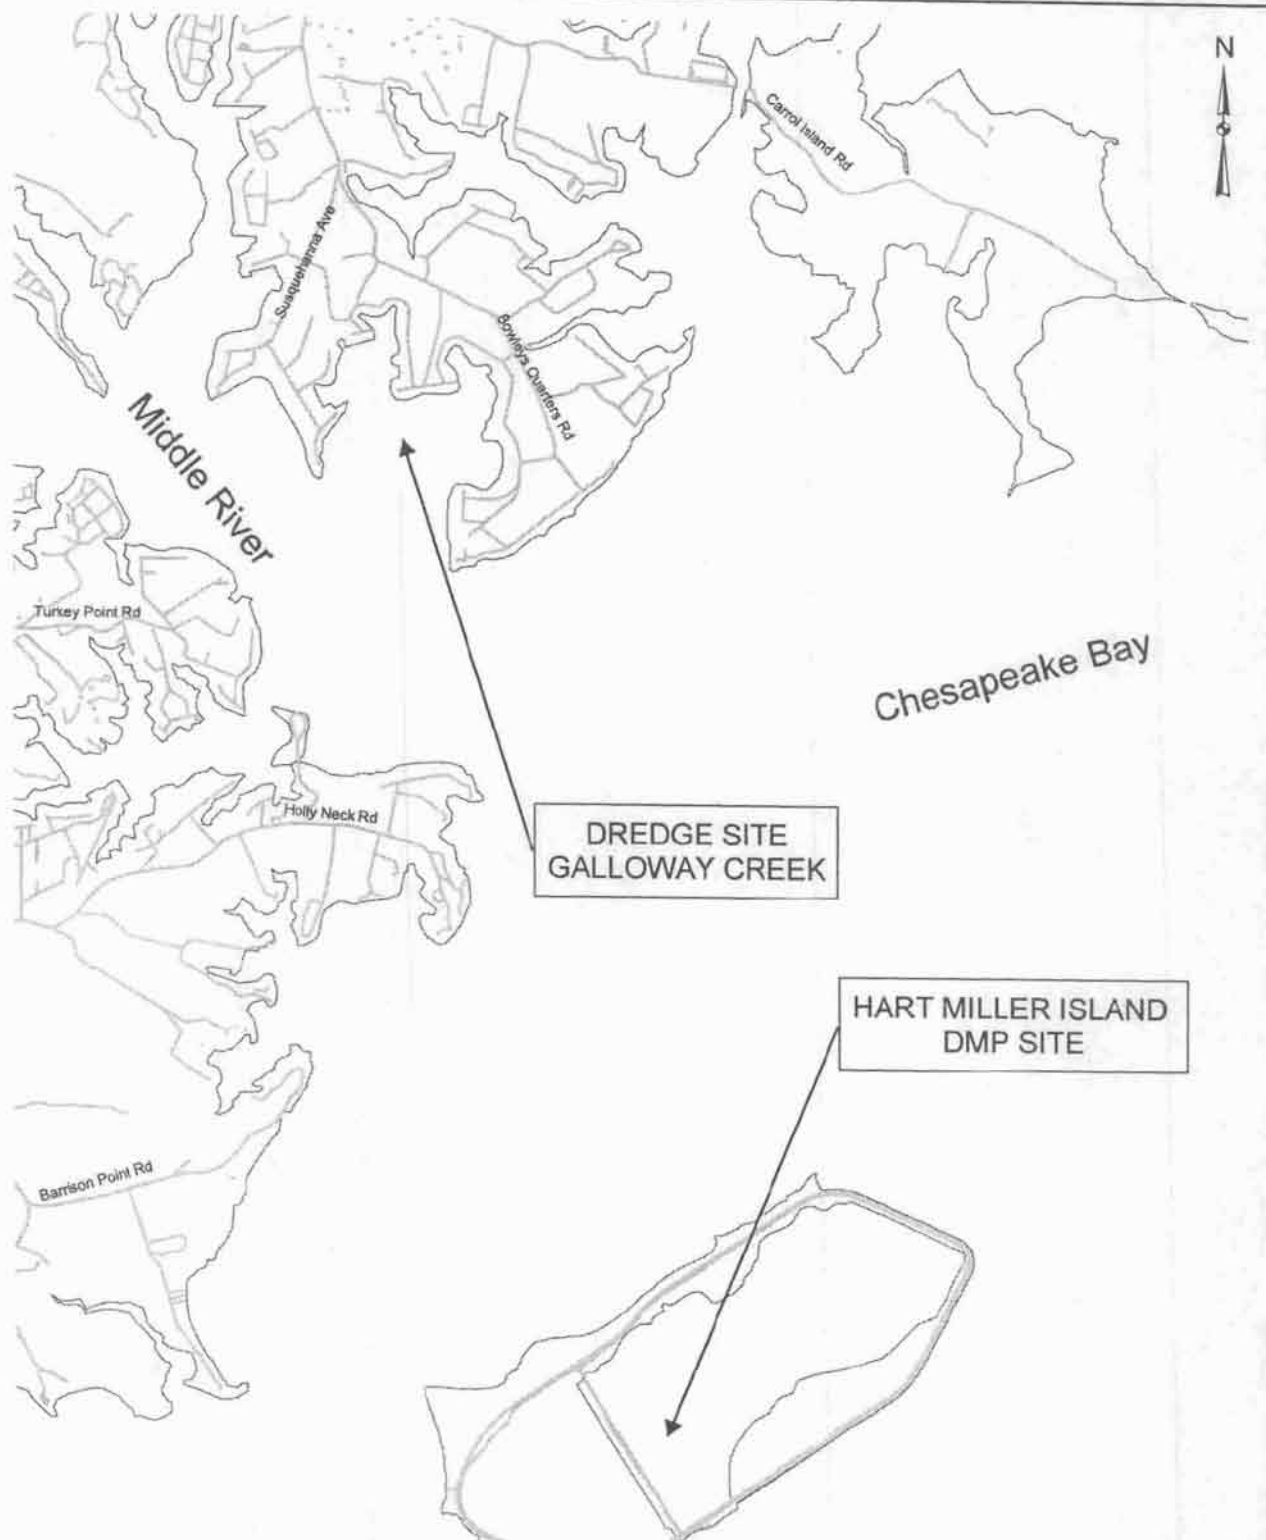 N
Carrol Island Rd
Susquehanna Ave
Bowleys Quarters Rd
Middle River
Turkey Point Rd
Chesapeake Bay
Holly Neck Rd
DREDGE SITE
GALLOWAY CREEK
HART MILLER ISLAND
DMP SITE
Barrison Point Rd